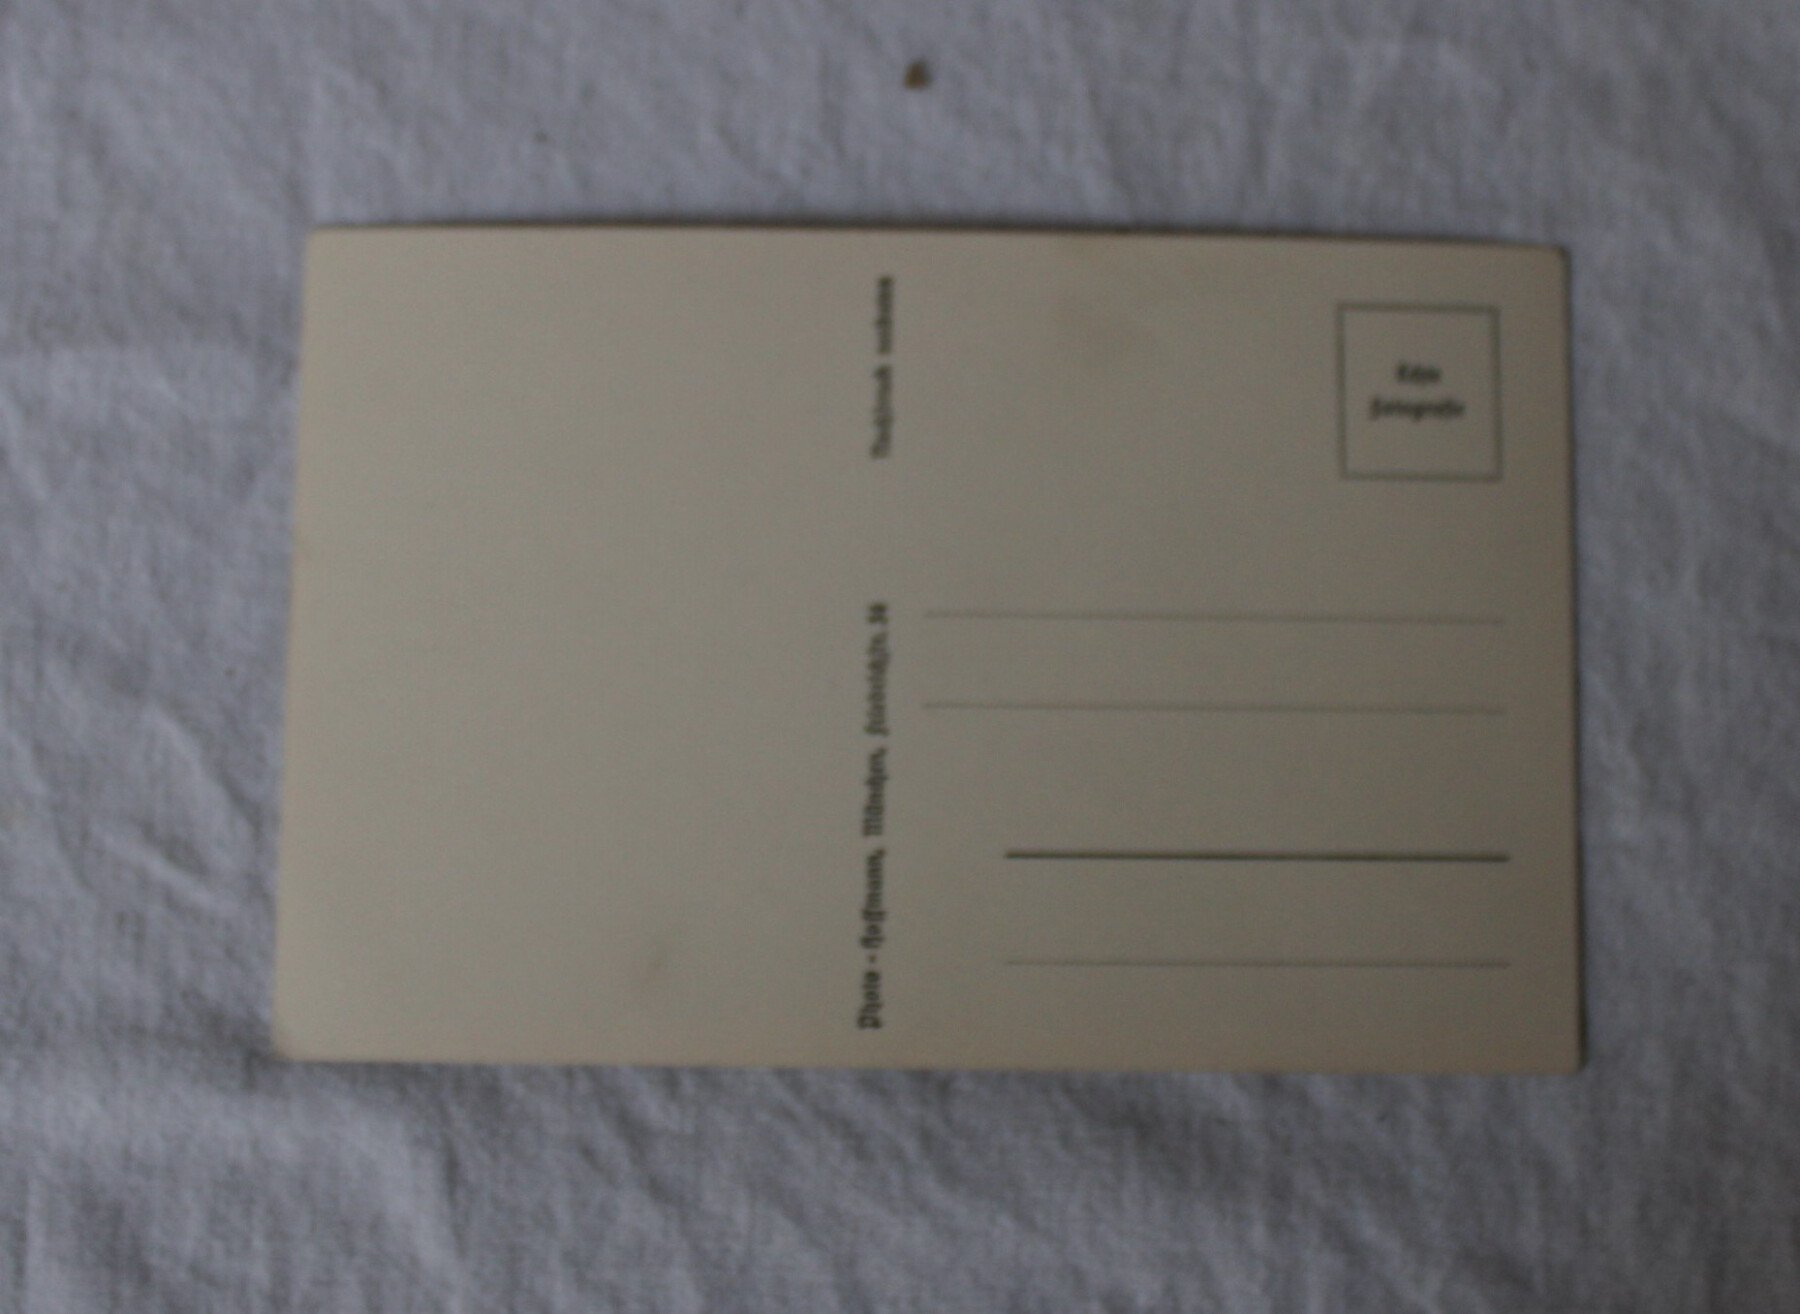 Photo-Hoffmann, München, Friedrichstr. 34
Nachdruck verboten
Echte
Fotografie